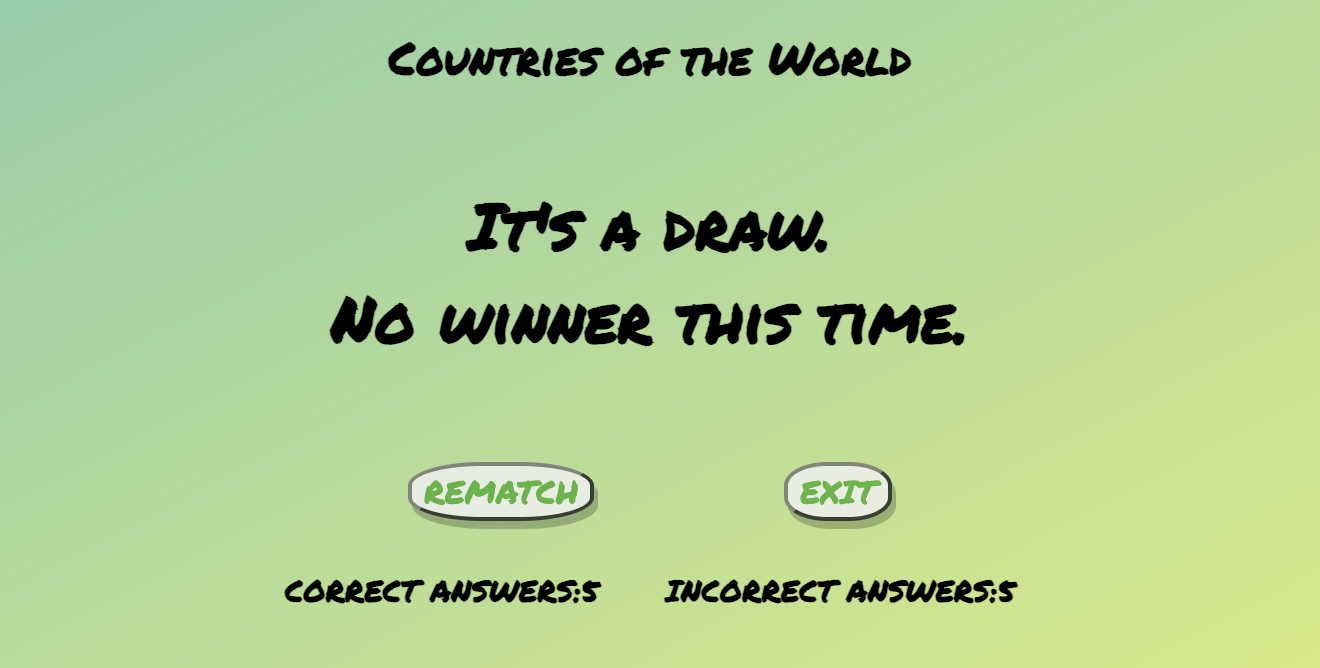 Countries of the World
It's a draw.
No winner this time.
REMATCH
EXIT
CORRECT ANSWERS:5
INCORRECT ANSWERS:5